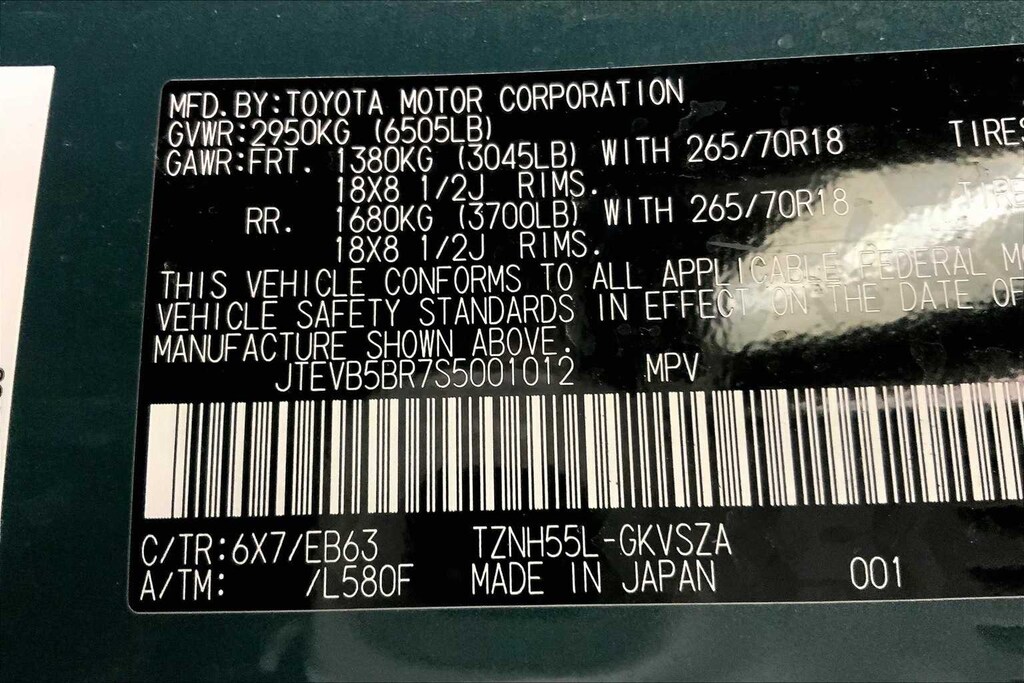 MFD. BY: TOYOTA MOTOR CORPORATION
GVWR: 2950KG (6505LB)
GAWR: FRT. 1380KG (3045LB) WITH 265/70R18 TIRES
18X8 1/2J RIMS.
RR. 1680KG (3700LB) WITH 265/70R18 TIRE
18X8 1/2J RIMS.
THIS VEHICLE CONFORMS TO ALL APPLICABLE FEDERAL MO
VEHICLE SAFETY STANDARDS IN EFFECT ON THE DATE OF
MANUFACTURE SHOWN ABOVE.
JTEVB5BR7S5001012 MPV
C/TR: 6X7/EB63 TZNH55L-GKVSZA
A/TM: /L580F MADE IN JAPAN 001